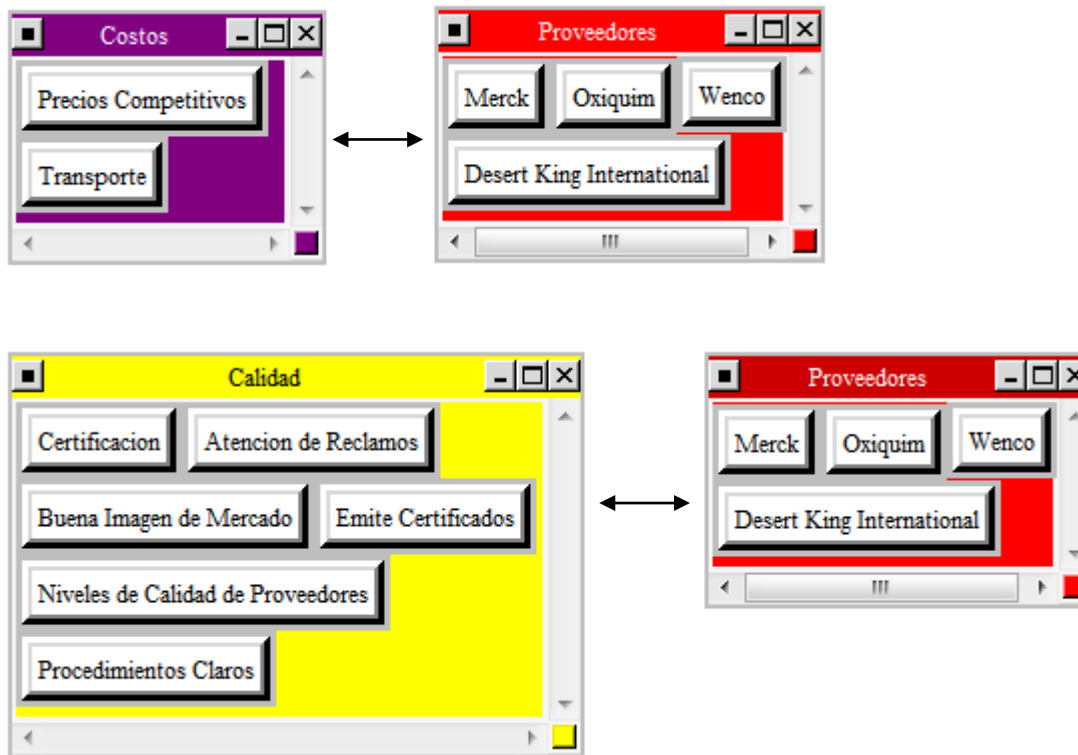 Costos
Precios Competitivos
Transporte
Proveedores
Merck Oxiquim Wenco
Desert King International
Calidad
Certificacion Atencion de Reclamos
Buena Imagen de Mercado Emite Certificados
Niveles de Calidad de Proveedores
Procedimientos Claros
Proveedores
Merck Oxiquim Wenco
Desert King International